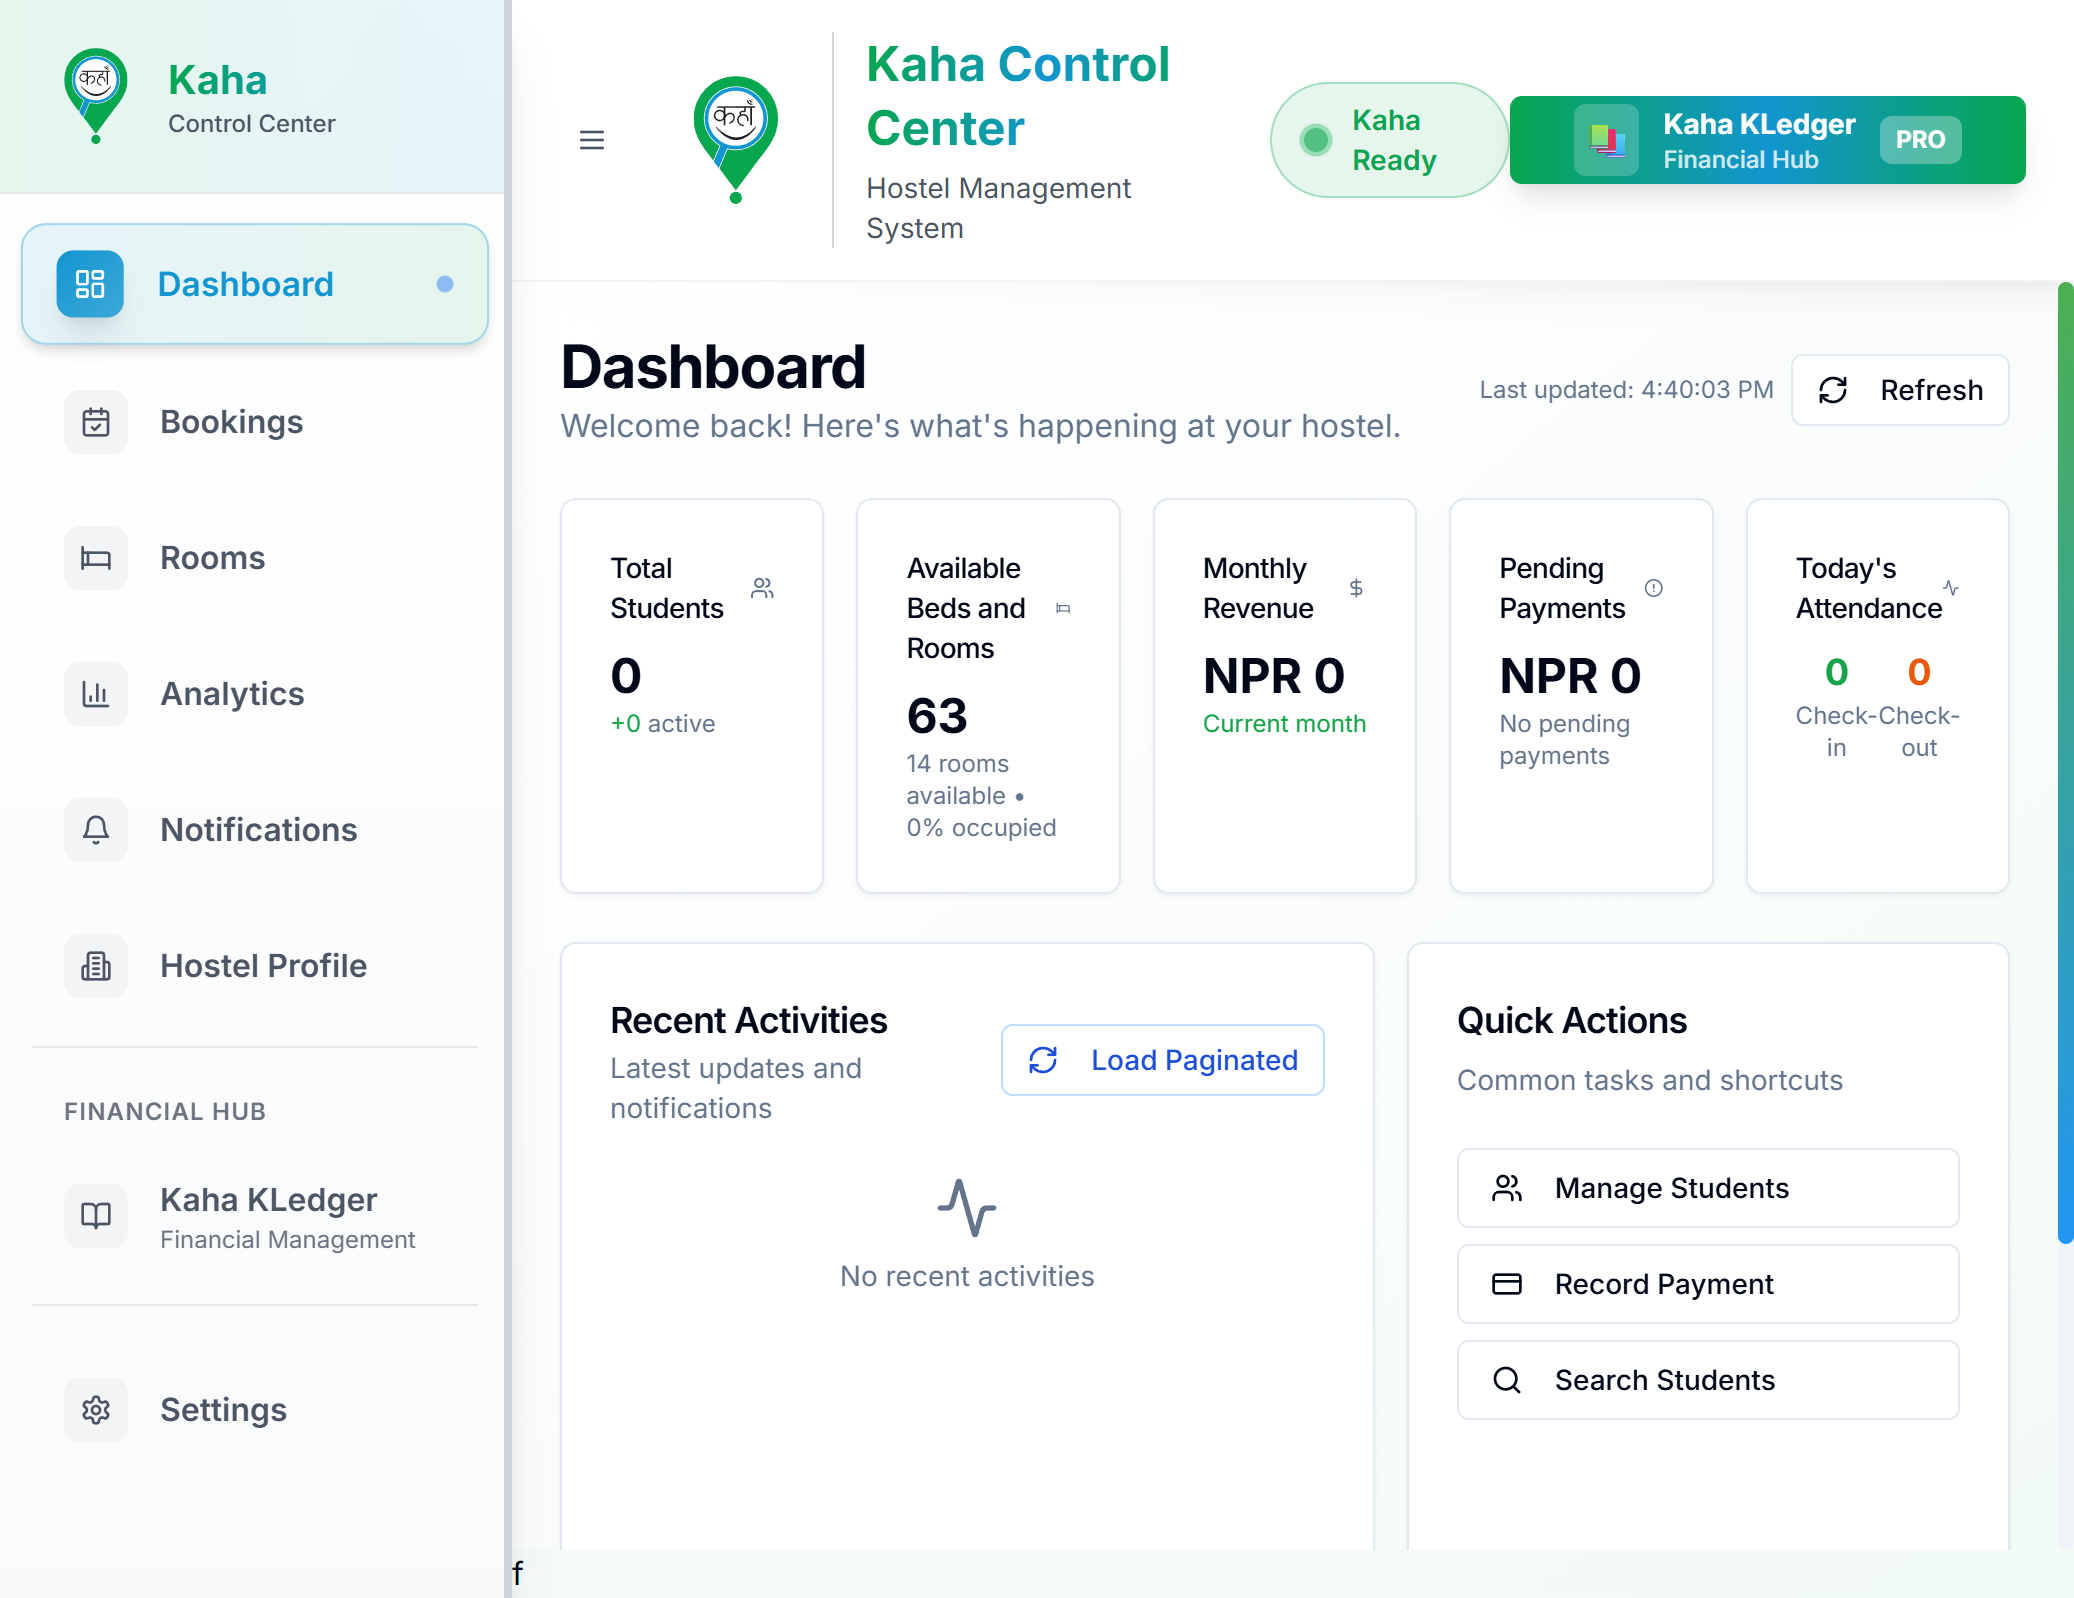 कहाँ
Kaha
Control Center
Dashboard
Bookings
Rooms
Analytics
Notifications
Hostel Profile
FINANCIAL HUB
Kaha KLedger
Financial Management
Settings
कहाँ
Kaha Control
Center
Hostel Management
System
Kaha
Ready
Kaha KLedger
Financial Hub
PRO
Dashboard
Welcome back! Here's what's happening at your hostel.
Last updated: 4:40:03 PM
Refresh
Total
Students
0
+0 active
Available
Beds and
Rooms
63
14 rooms
available •
0% occupied
Monthly
Revenue
NPR 0
Current month
Pending
Payments
NPR 0
No pending
payments
Today's
Attendance
0
Check-
in
0
Check-
out
Recent Activities
Latest updates and
notifications
Load Paginated
No recent activities
Quick Actions
Common tasks and shortcuts
Manage Students
Record Payment
Search Students
f